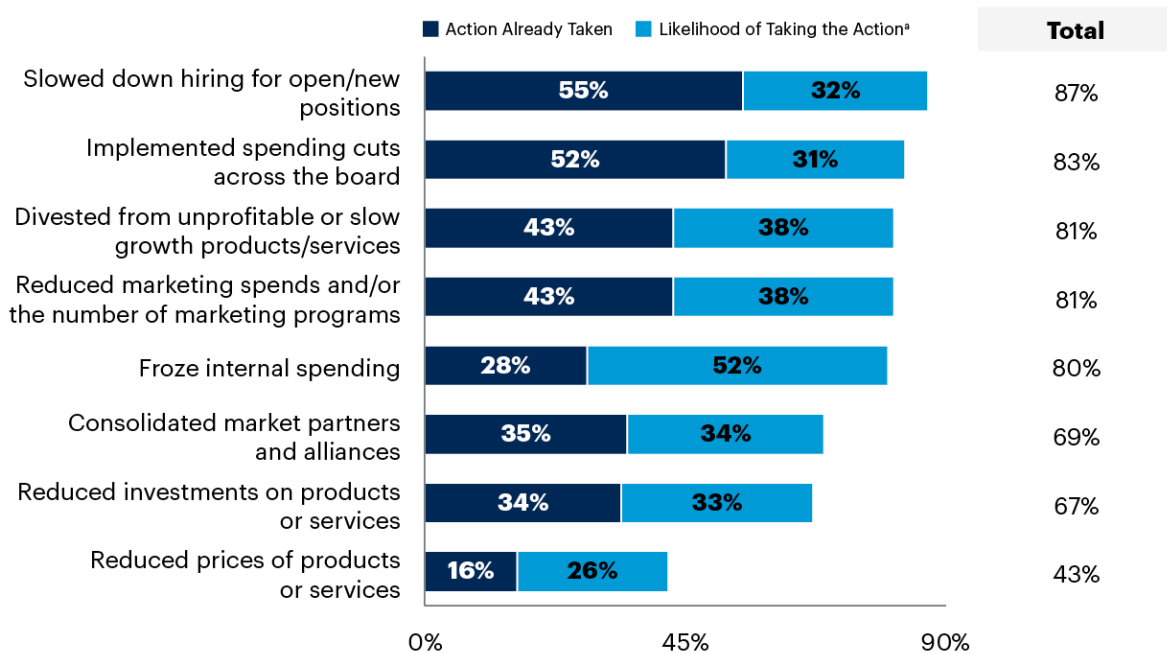 Action Already Taken Likelihood of Taking the Actionᵃ Total
Slowed down hiring for open/new
positions
55% 32% 87%
Implemented spending cuts
across the board
52% 31% 83%
Divested from unprofitable or slow
growth products/services
43% 38% 81%
Reduced marketing spends and/or
the number of marketing programs
43% 38% 81%
Froze internal spending
28% 52% 80%
Consolidated market partners
and alliances
35% 34% 69%
Reduced investments on products
or services
34% 33% 67%
Reduced prices of products
or services
16% 26% 43%
0% 45% 90%